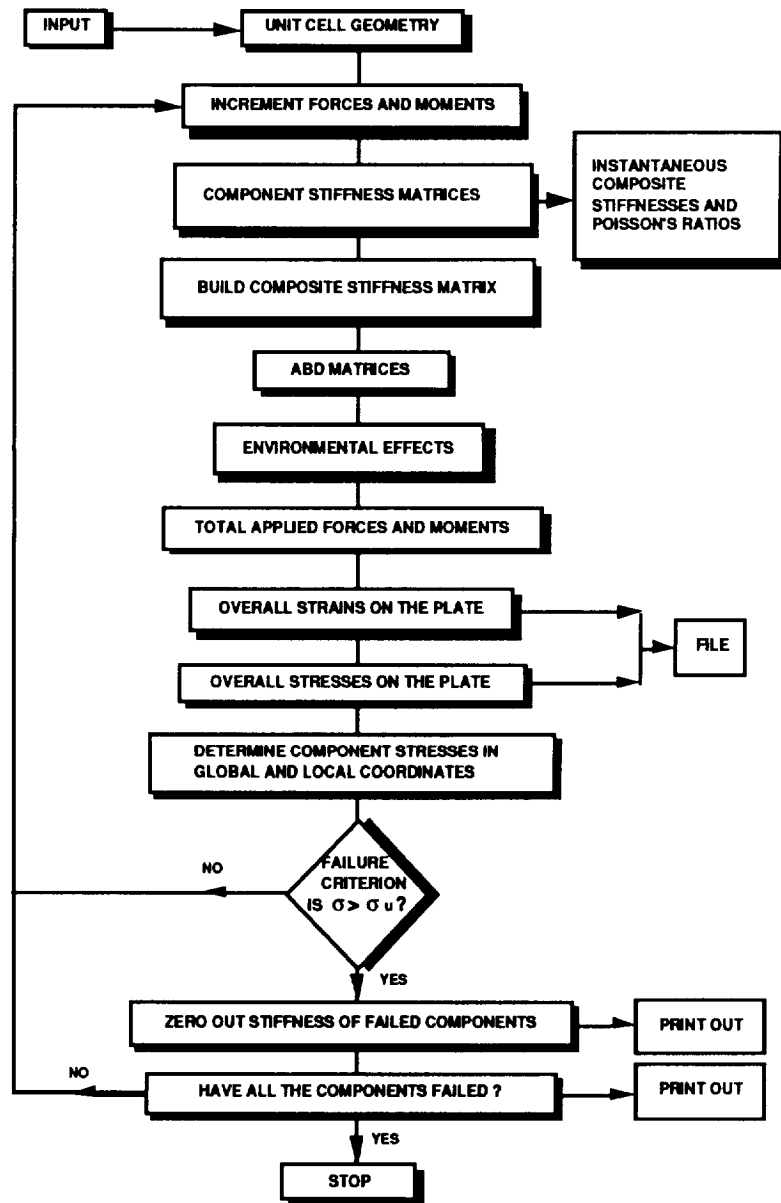 INPUT
UNIT CELL GEOMETRY
INCREMENT FORCES AND MOMENTS
COMPONENT STIFFNESS MATRICES
INSTANTANEOUS
COMPOSITE
STIFFNESSES AND
POISSON'S RATIOS
BUILD COMPOSITE STIFFNESS MATRIX
ABD MATRICES
ENVIRONMENTAL EFFECTS
TOTAL APPLIED FORCES AND MOMENTS
OVERALL STRAINS ON THE PLATE
FILE
OVERALL STRESSES ON THE PLATE
DETERMINE COMPONENT STRESSES IN
GLOBAL AND LOCAL COORDINATES
NO
FAILURE
CRITERION
IS σ > σ u ?
YES
ZERO OUT STIFFNESS OF FAILED COMPONENTS
PRINT OUT
NO
HAVE ALL THE COMPONENTS FAILED ?
PRINT OUT
YES
STOP